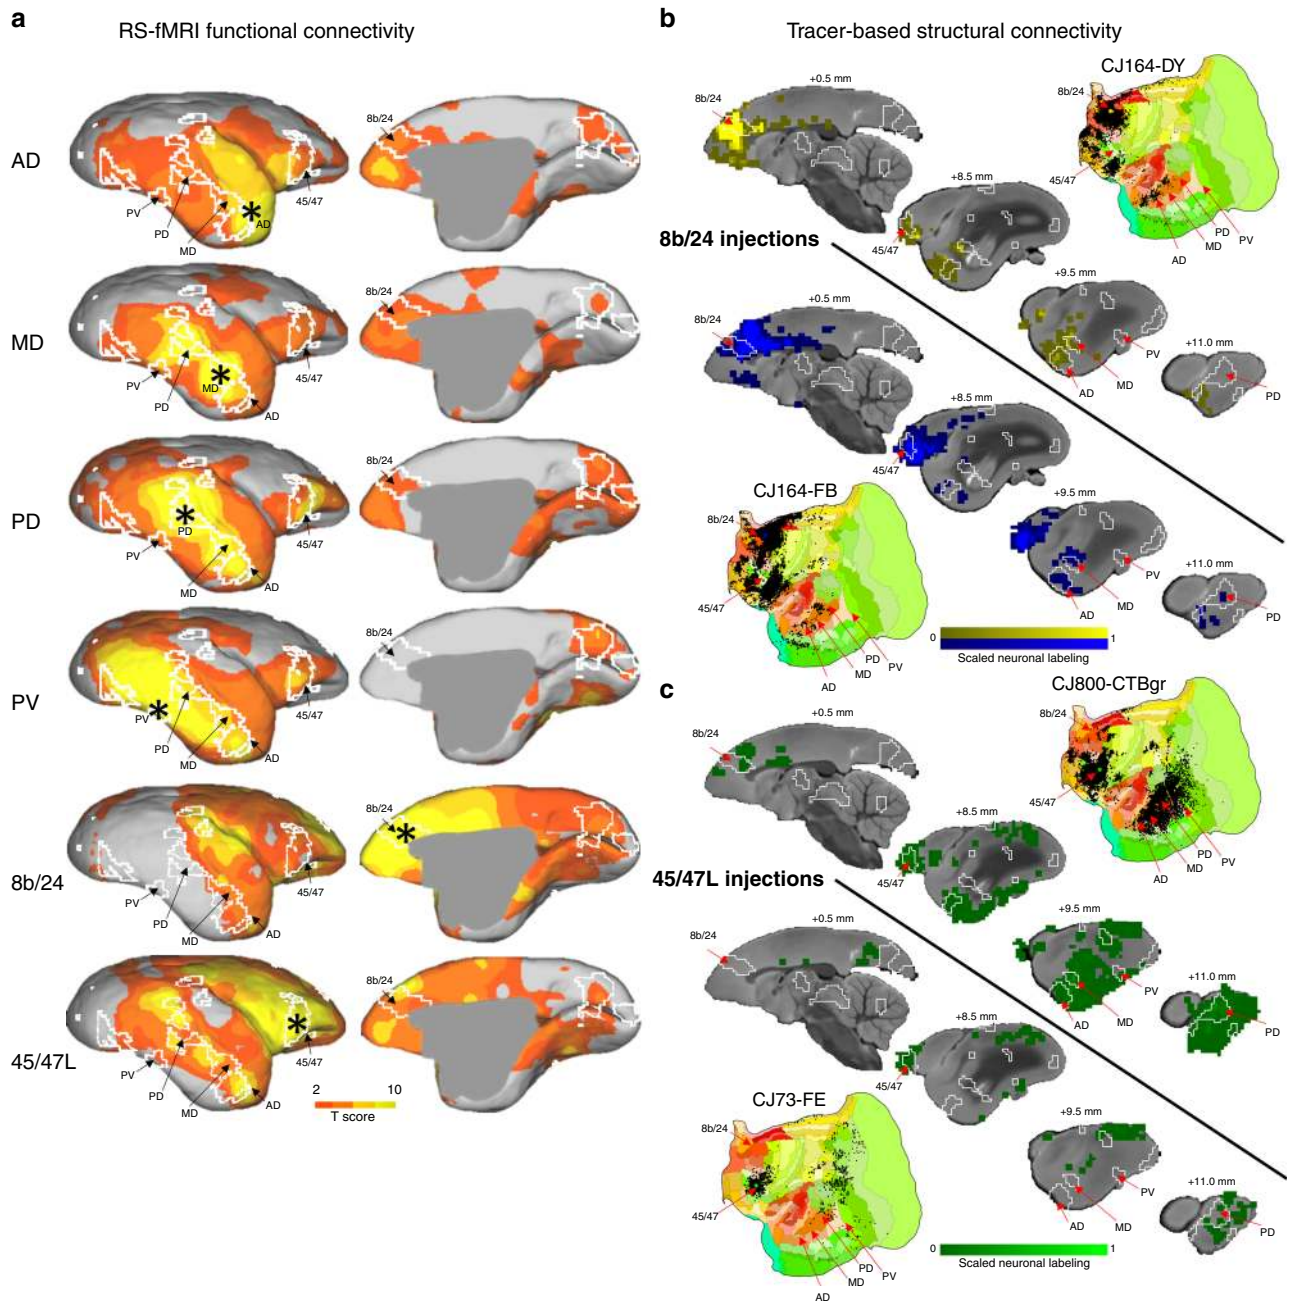 a
RS-fMRI functional connectivity
AD
PV
PD
MD
AD
45/47
8b/24
MD
PV
PD
MD
AD
45/47
8b/24
PD
PV
PD
MD
AD
45/47
8b/24
PV
PV
PD
MD
AD
45/47
8b/24
8b/24
PV
PD
MD
AD
45/47
8b/24
45/47L
PV
PD
MD
AD
45/47
8b/24
2 10
T score
b
Tracer-based structural connectivity
CJ164-DY
+0.5 mm
8b/24
8b/24
45/47
AD
MD
PV
PD
+8.5 mm
45/47
8b/24 injections
+9.5 mm
PV
AD
MD
+11.0 mm
PD
+0.5 mm
8b/24
+8.5 mm
45/47
CJ164-FB
8b/24
45/47
PD
PV
MD
AD
+9.5 mm
PV
AD
MD
+11.0 mm
PD
0 1
Scaled neuronal labeling
c
CJ800-CTBgr
+0.5 mm
8b/24
8b/24
45/47
PD
PV
MD
AD
+8.5 mm
45/47
45/47L injections
+9.5 mm
PV
AD
MD
+11.0 mm
PD
+0.5 mm
8b/24
+8.5 mm
45/47
CJ73-FE
8b/24
45/47
PD
PV
MD
AD
+9.5 mm
PV
AD
MD
+11.0 mm
PD
0 1
Scaled neuronal labeling